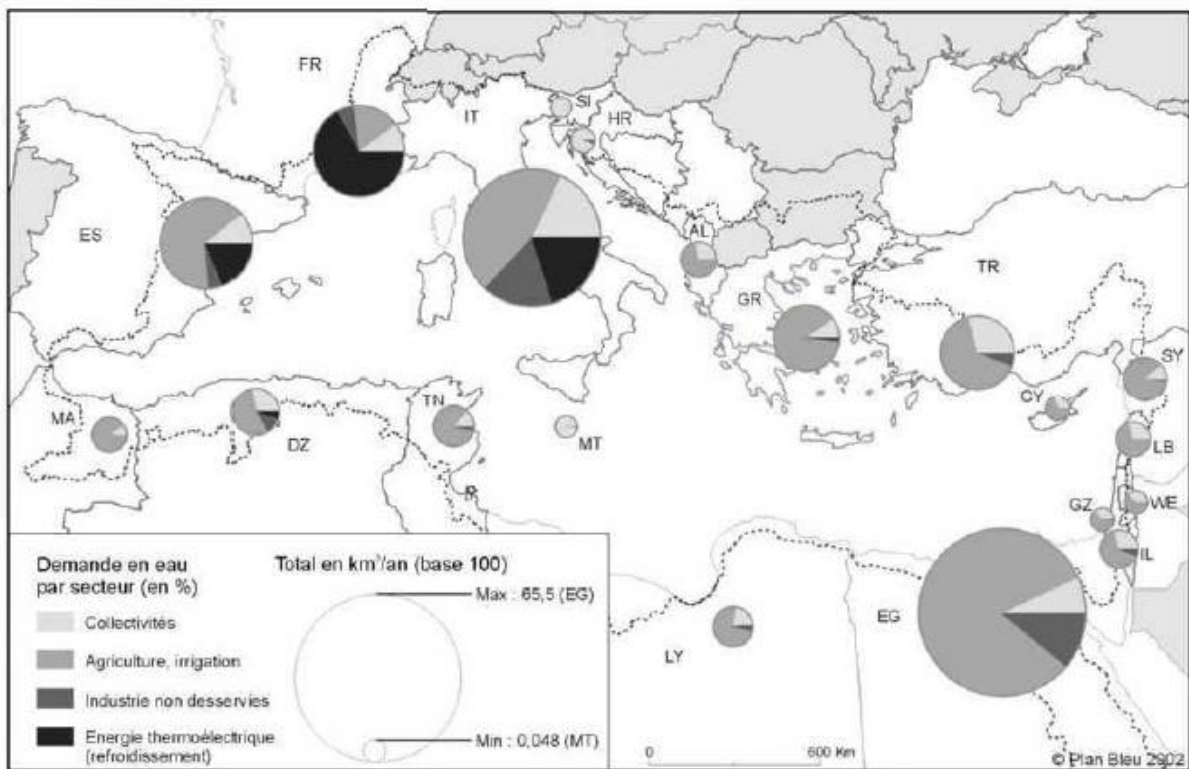 FR
IT
SI
HR
ES
AL
GR
TR
SY
CY
MA
DZ
TN
MT
LB
GZ
WE
IL
LY
EG
Demande en eau
par secteur (en %)
Collectivités
Agriculture, irrigation
Industrie non desservies
Energie thermoélectrique
(refroidissement)
Total en km³/an (base 100)
Max : 65,5 (EG)
Min : 0,048 (MT)
0 600 Km
© Plan Bleu 2002